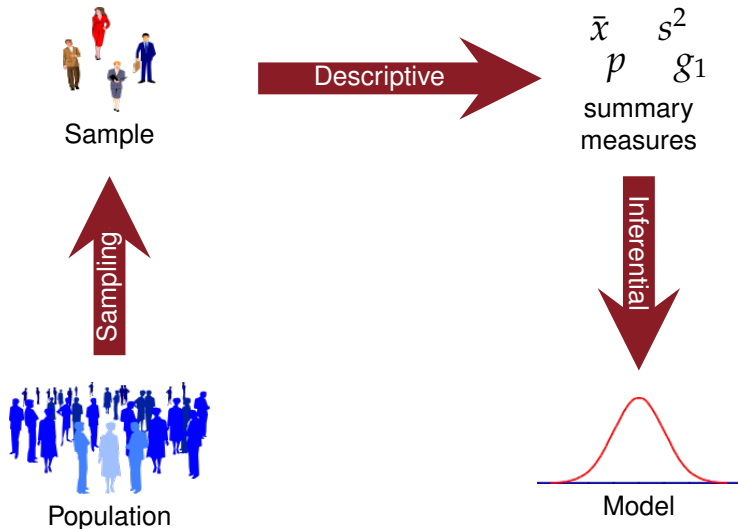 x̄ s²
p g₁
Descriptive
summary
measures
Sample
Sampling
Inferential
Population
Model